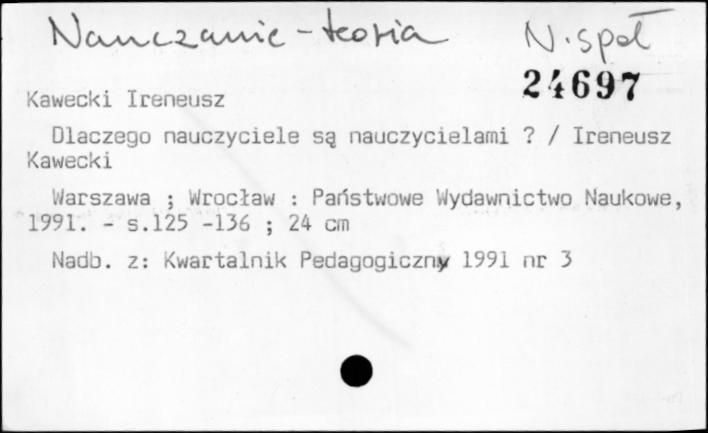 Nauczanie - teoria
N. społ
24697
Kawecki Ireneusz
Dlaczego nauczyciele są nauczycielami ? / Ireneusz
Kawecki
Warszawa ; Wrocław : Państwowe Wydawnictwo Naukowe,
1991. - s.125 -136 ; 24 cm
Nadb. z: Kwartalnik Pedagogiczny 1991 nr 3